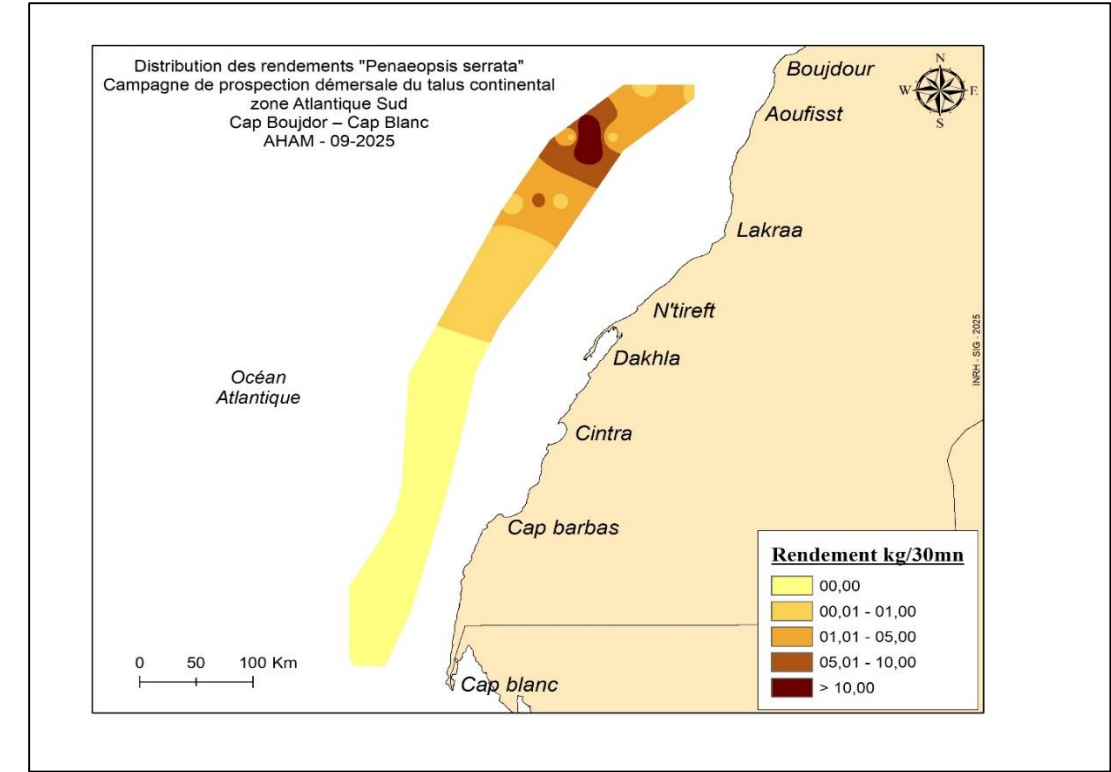 Distribution des rendements "Penaeopsis serrata"
Campagne de prospection démersale du talus continental
zone Atlantique Sud
Cap Boujdor – Cap Blanc
AHAM - 09-2025
Boujdour
N
W
E
S
Aoufisst
Lakraa
N'tireft
Dakhla
INRH - SIG - 2025
Océan
Atlantique
Cintra
Cap barbas
Rendement kg/30mn
00,00
00,01 - 01,00
01,01 - 05,00
05,01 - 10,00
> 10,00
0 50 100 Km
Cap blanc